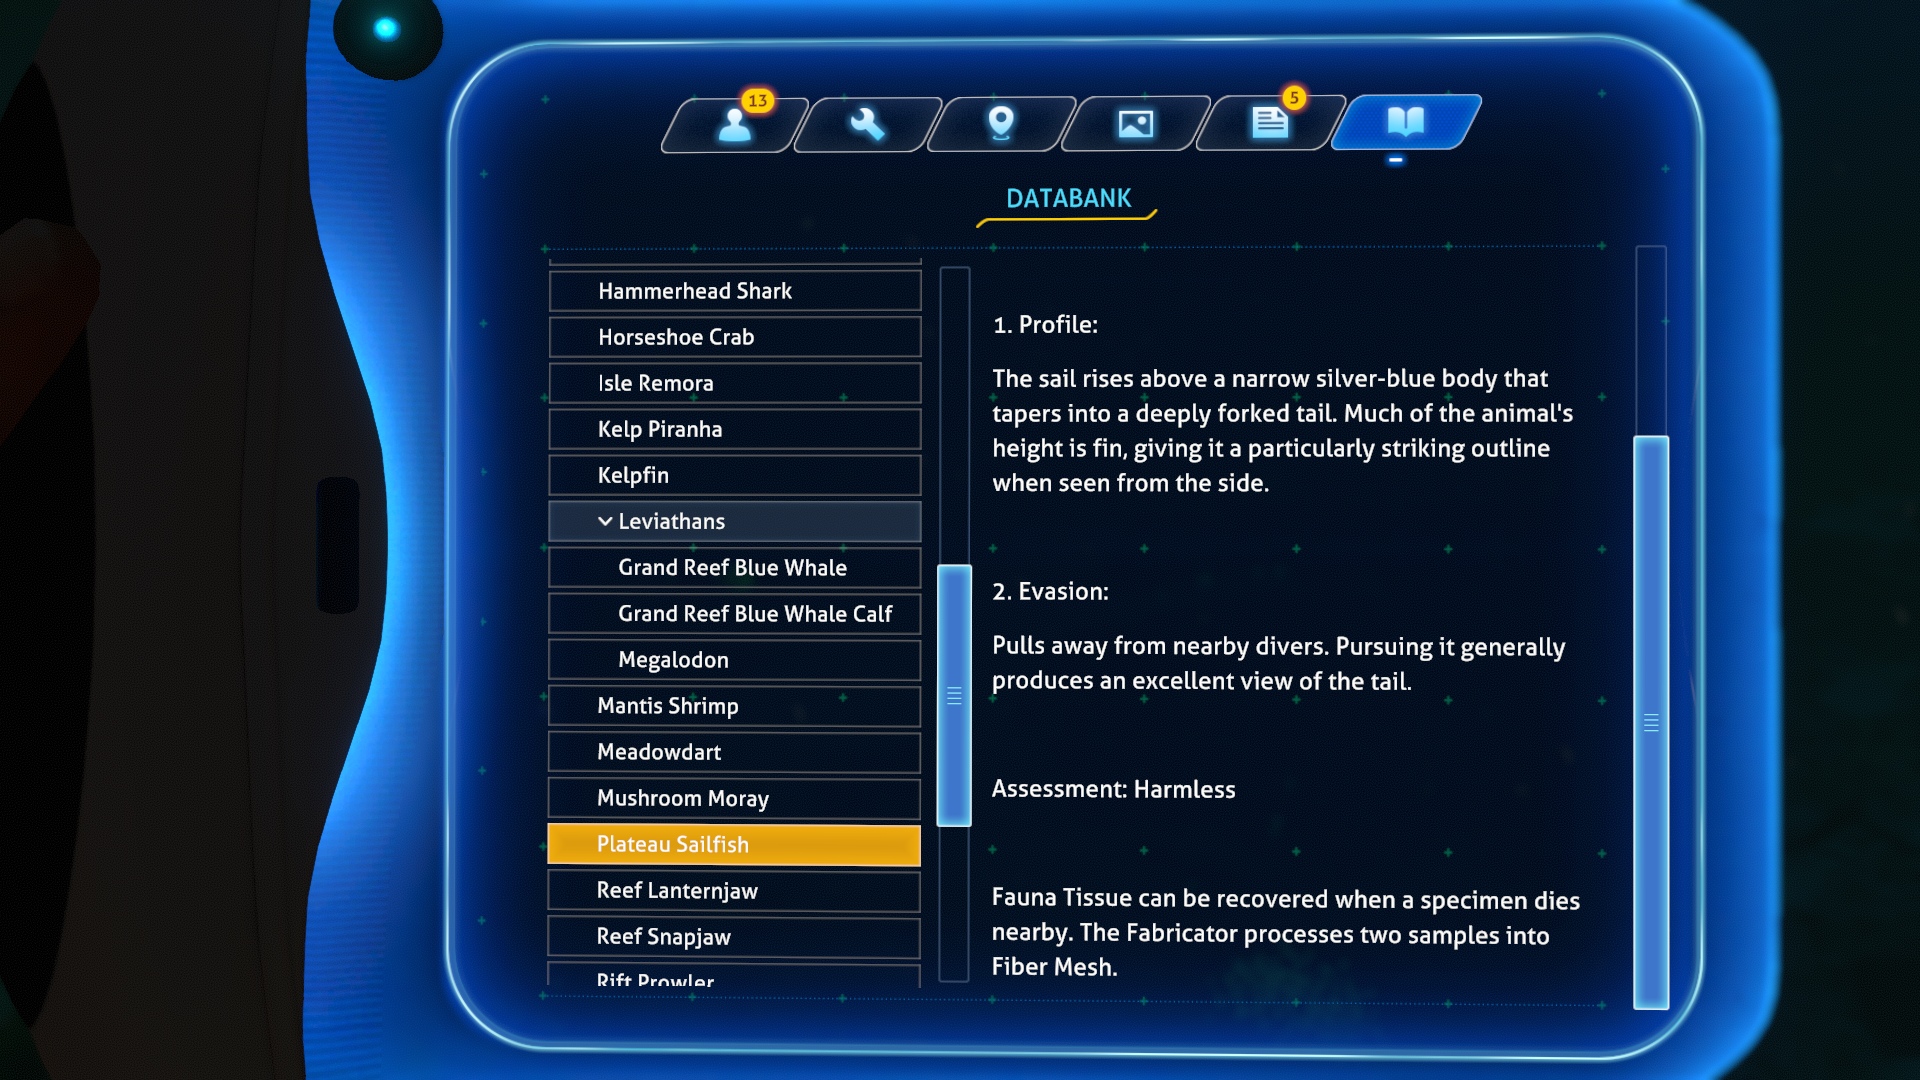 13
5
DATABANK
Hammerhead Shark
Horseshoe Crab
Isle Remora
Kelp Piranha
Kelpfin
Leviathans
Grand Reef Blue Whale
Grand Reef Blue Whale Calf
Megalodon
Mantis Shrimp
Meadowdart
Mushroom Moray
Plateau Sailfish
Reef Lanternjaw
Reef Snapjaw
Rift Prowler
1. Profile:
The sail rises above a narrow silver-blue body that
tapers into a deeply forked tail. Much of the animal's
height is fin, giving it a particularly striking outline
when seen from the side.
2. Evasion:
Pulls away from nearby divers. Pursuing it generally
produces an excellent view of the tail.
Assessment: Harmless
Fauna Tissue can be recovered when a specimen dies
nearby. The Fabricator processes two samples into
Fiber Mesh.